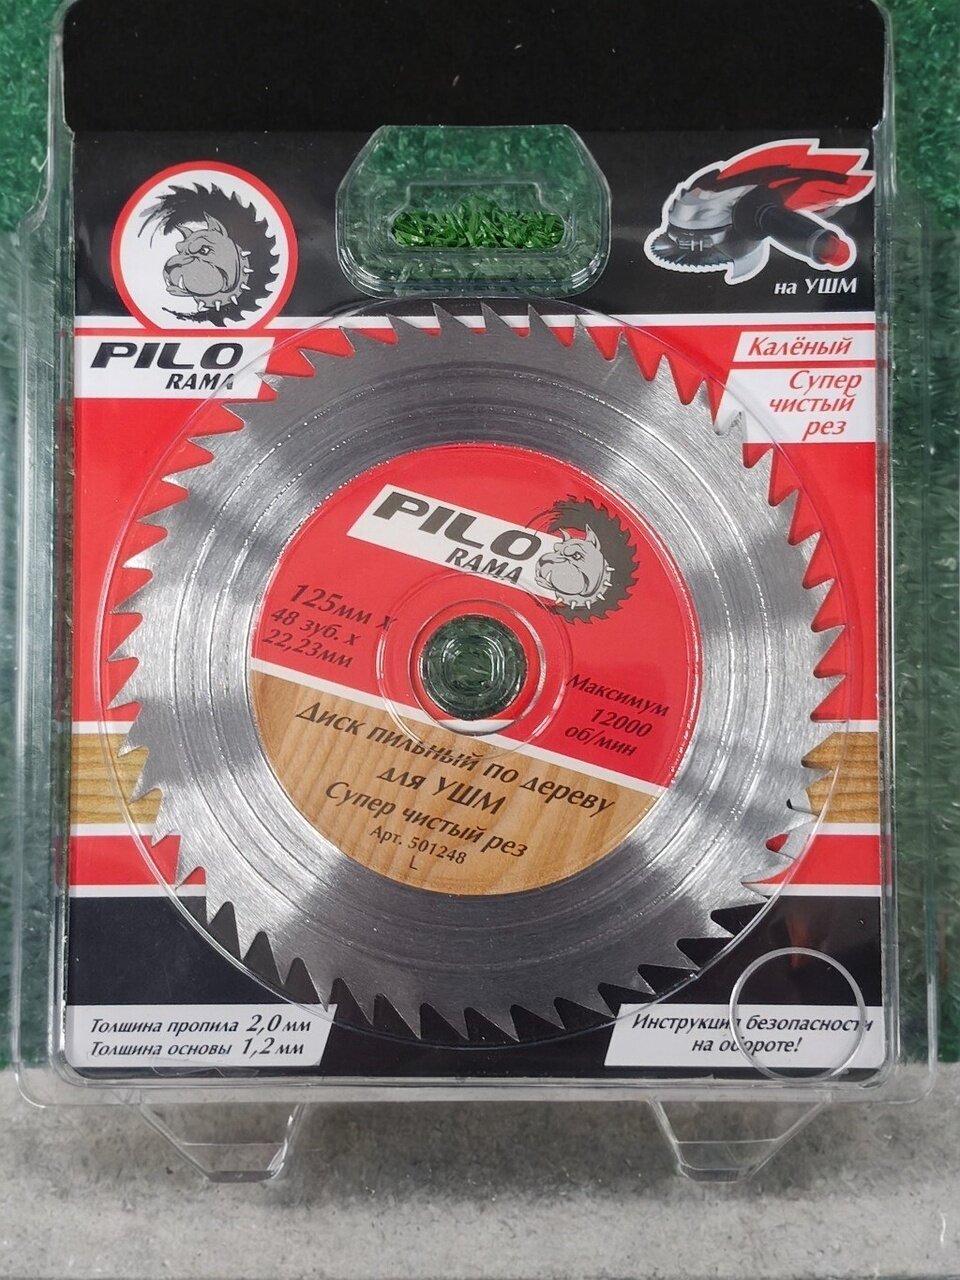 на УШМ
PILO
RAMA
Калёный
Супер
чистый
рез
PILO
RAMA
125мм х
48 зуб. х
22,23мм
Максимум
12000
об/мин
Диск пильный по дереву
для УШМ
Супер чистый рез
Арт. 501248
L
Толщина пропила 2,0 мм
Толщина основы 1,2 мм
Инструкция безопасности
на обороте!